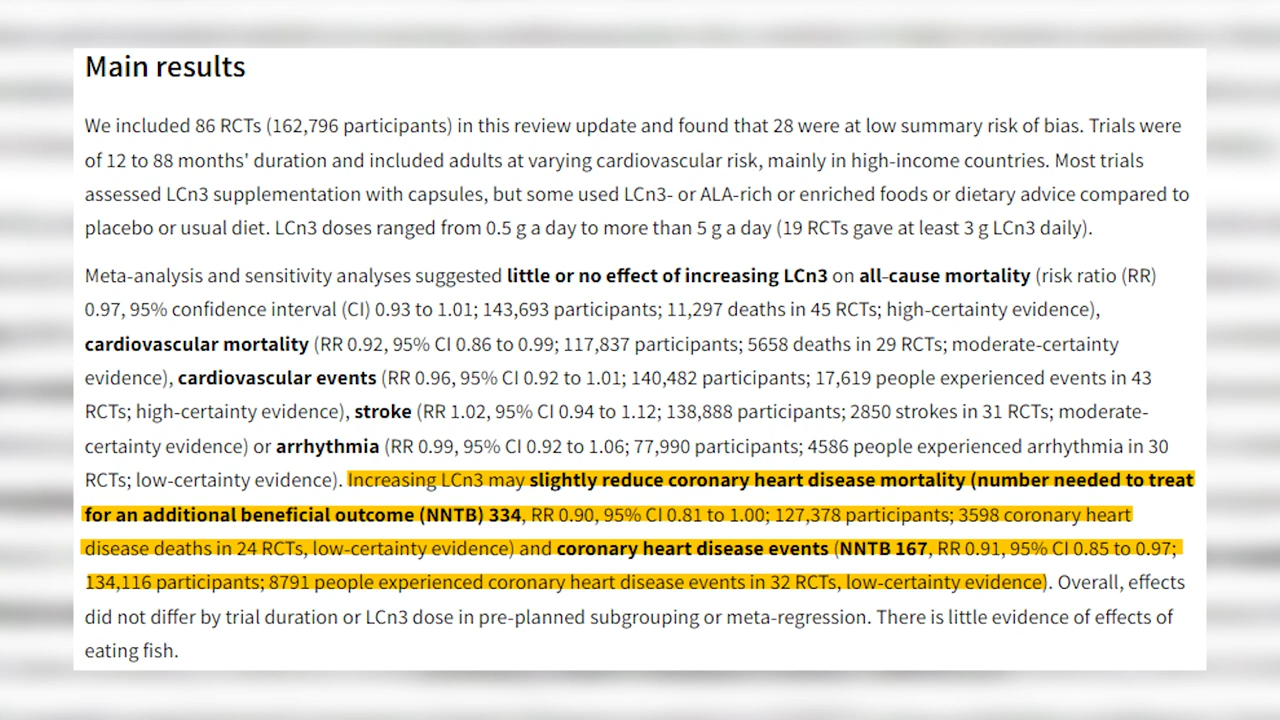 Main results
We included 86 RCTs (162,796 participants) in this review update and found that 28 were at low summary risk of bias. Trials were
of 12 to 88 months' duration and included adults at varying cardiovascular risk, mainly in high-income countries. Most trials
assessed LCn3 supplementation with capsules, but some used LCn3- or ALA-rich or enriched foods or dietary advice compared to
placebo or usual diet. LCn3 doses ranged from 0.5 g a day to more than 5 g a day (19 RCTs gave at least 3 g LCn3 daily).
Meta-analysis and sensitivity analyses suggested little or no effect of increasing LCn3 on all-cause mortality (risk ratio (RR)
0.97, 95% confidence interval (CI) 0.93 to 1.01; 143,693 participants; 11,297 deaths in 45 RCTs; high-certainty evidence),
cardiovascular mortality (RR 0.92, 95% CI 0.86 to 0.99; 117,837 participants; 5658 deaths in 29 RCTs; moderate-certainty
evidence), cardiovascular events (RR 0.96, 95% CI 0.92 to 1.01; 140,482 participants; 17,619 people experienced events in 43
RCTs; high-certainty evidence), stroke (RR 1.02, 95% CI 0.94 to 1.12; 138,888 participants; 2850 strokes in 31 RCTs; moderate-
certainty evidence) or arrhythmia (RR 0.99, 95% CI 0.92 to 1.06; 77,990 participants; 4586 people experienced arrhythmia in 30
RCTs; low-certainty evidence). Increasing LCn3 may slightly reduce coronary heart disease mortality (number needed to treat
for an additional beneficial outcome (NNTB) 334, RR 0.90, 95% CI 0.81 to 1.00; 127,378 participants; 3598 coronary heart
disease deaths in 24 RCTs, low-certainty evidence) and coronary heart disease events (NNTB 167, RR 0.91, 95% CI 0.85 to 0.97;
134,116 participants; 8791 people experienced coronary heart disease events in 32 RCTs, low-certainty evidence). Overall, effects
did not differ by trial duration or LCn3 dose in pre-planned subgrouping or meta-regression. There is little evidence of effects of
eating fish.